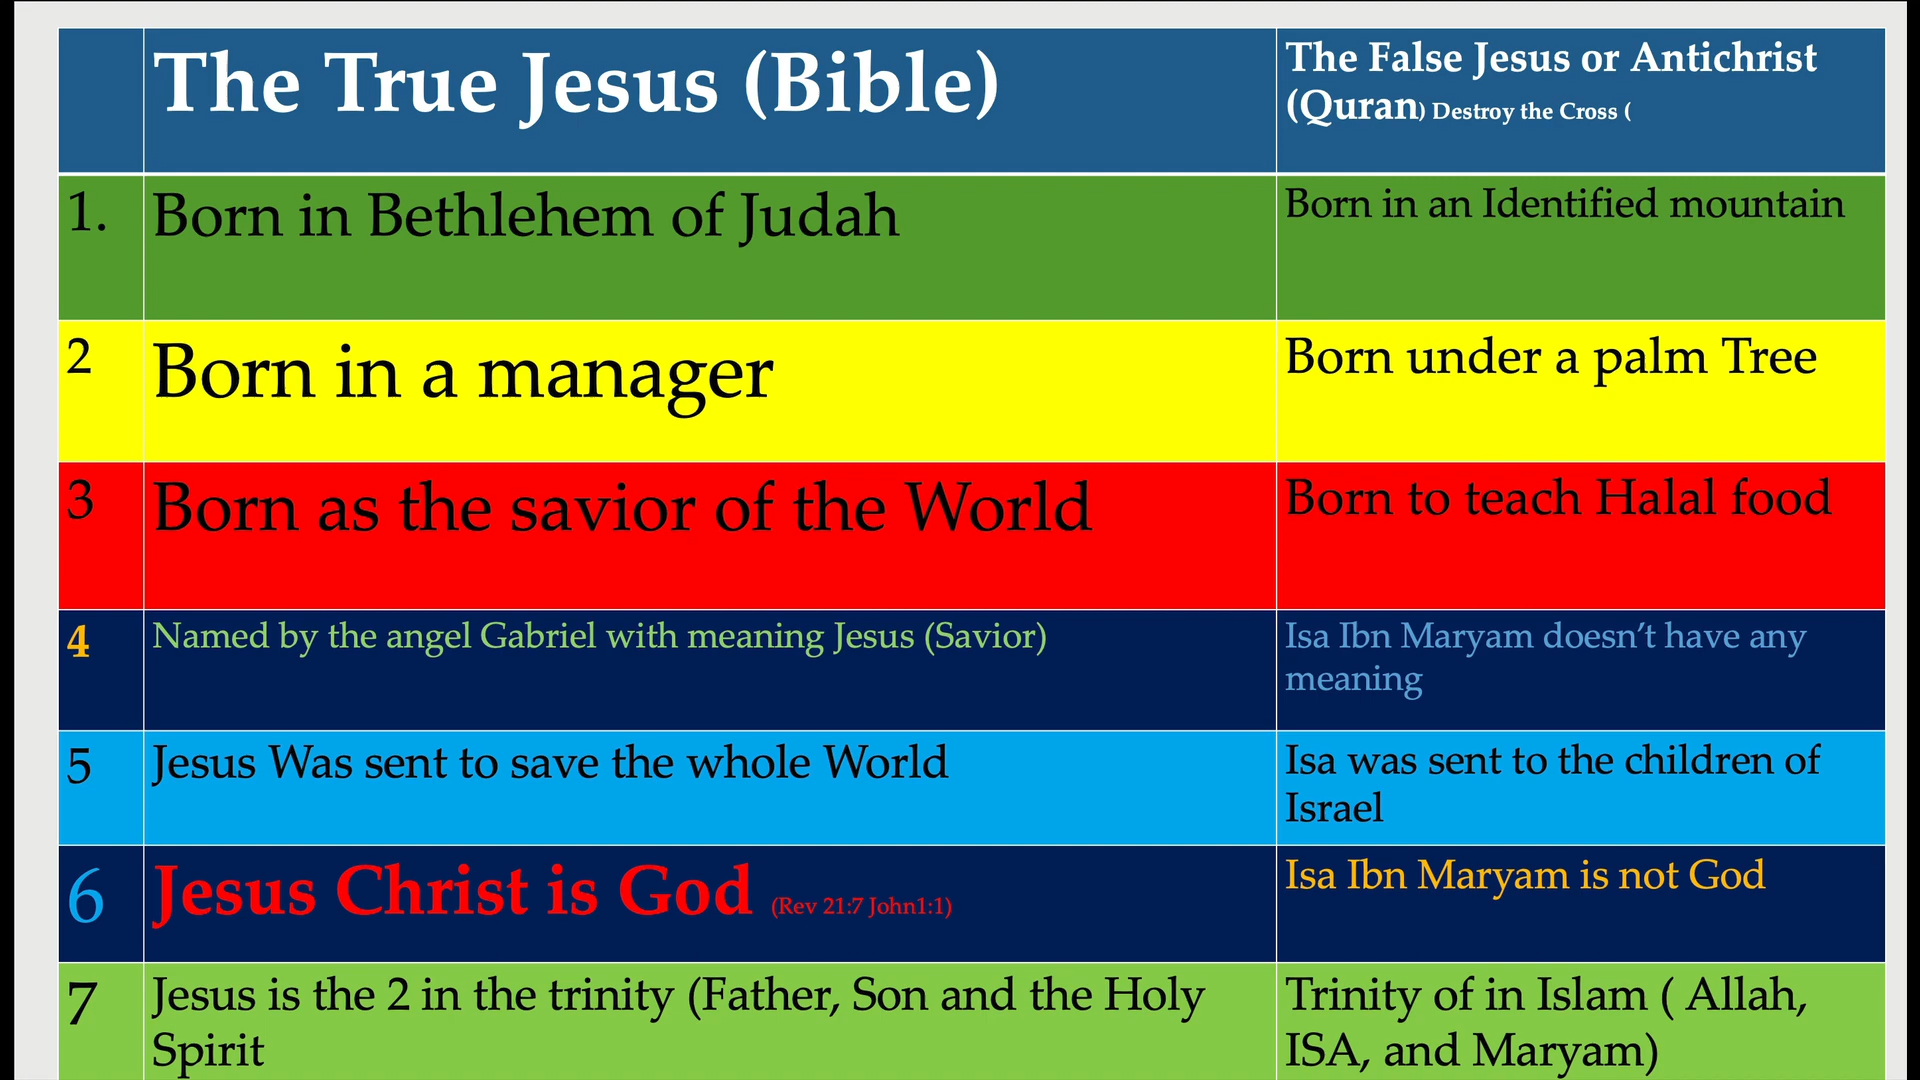 The True Jesus (Bible)
The False Jesus or Antichrist
(Quran) Destroy the Cross (
1.
Born in Bethlehem of Judah
Born in an Identified mountain
2
Born in a manager
Born under a palm Tree
3
Born as the savior of the World
Born to teach Halal food
4
Named by the angel Gabriel with meaning Jesus (Savior)
Isa Ibn Maryam doesn’t have any
meaning
5
Jesus Was sent to save the whole World
Isa was sent to the children of
Israel
6
Jesus Christ is God (Rev 21:7 John1:1)
Isa Ibn Maryam is not God
7
Jesus is the 2 in the trinity (Father, Son and the Holy
Spirit
Trinity of in Islam ( Allah,
ISA, and Maryam)